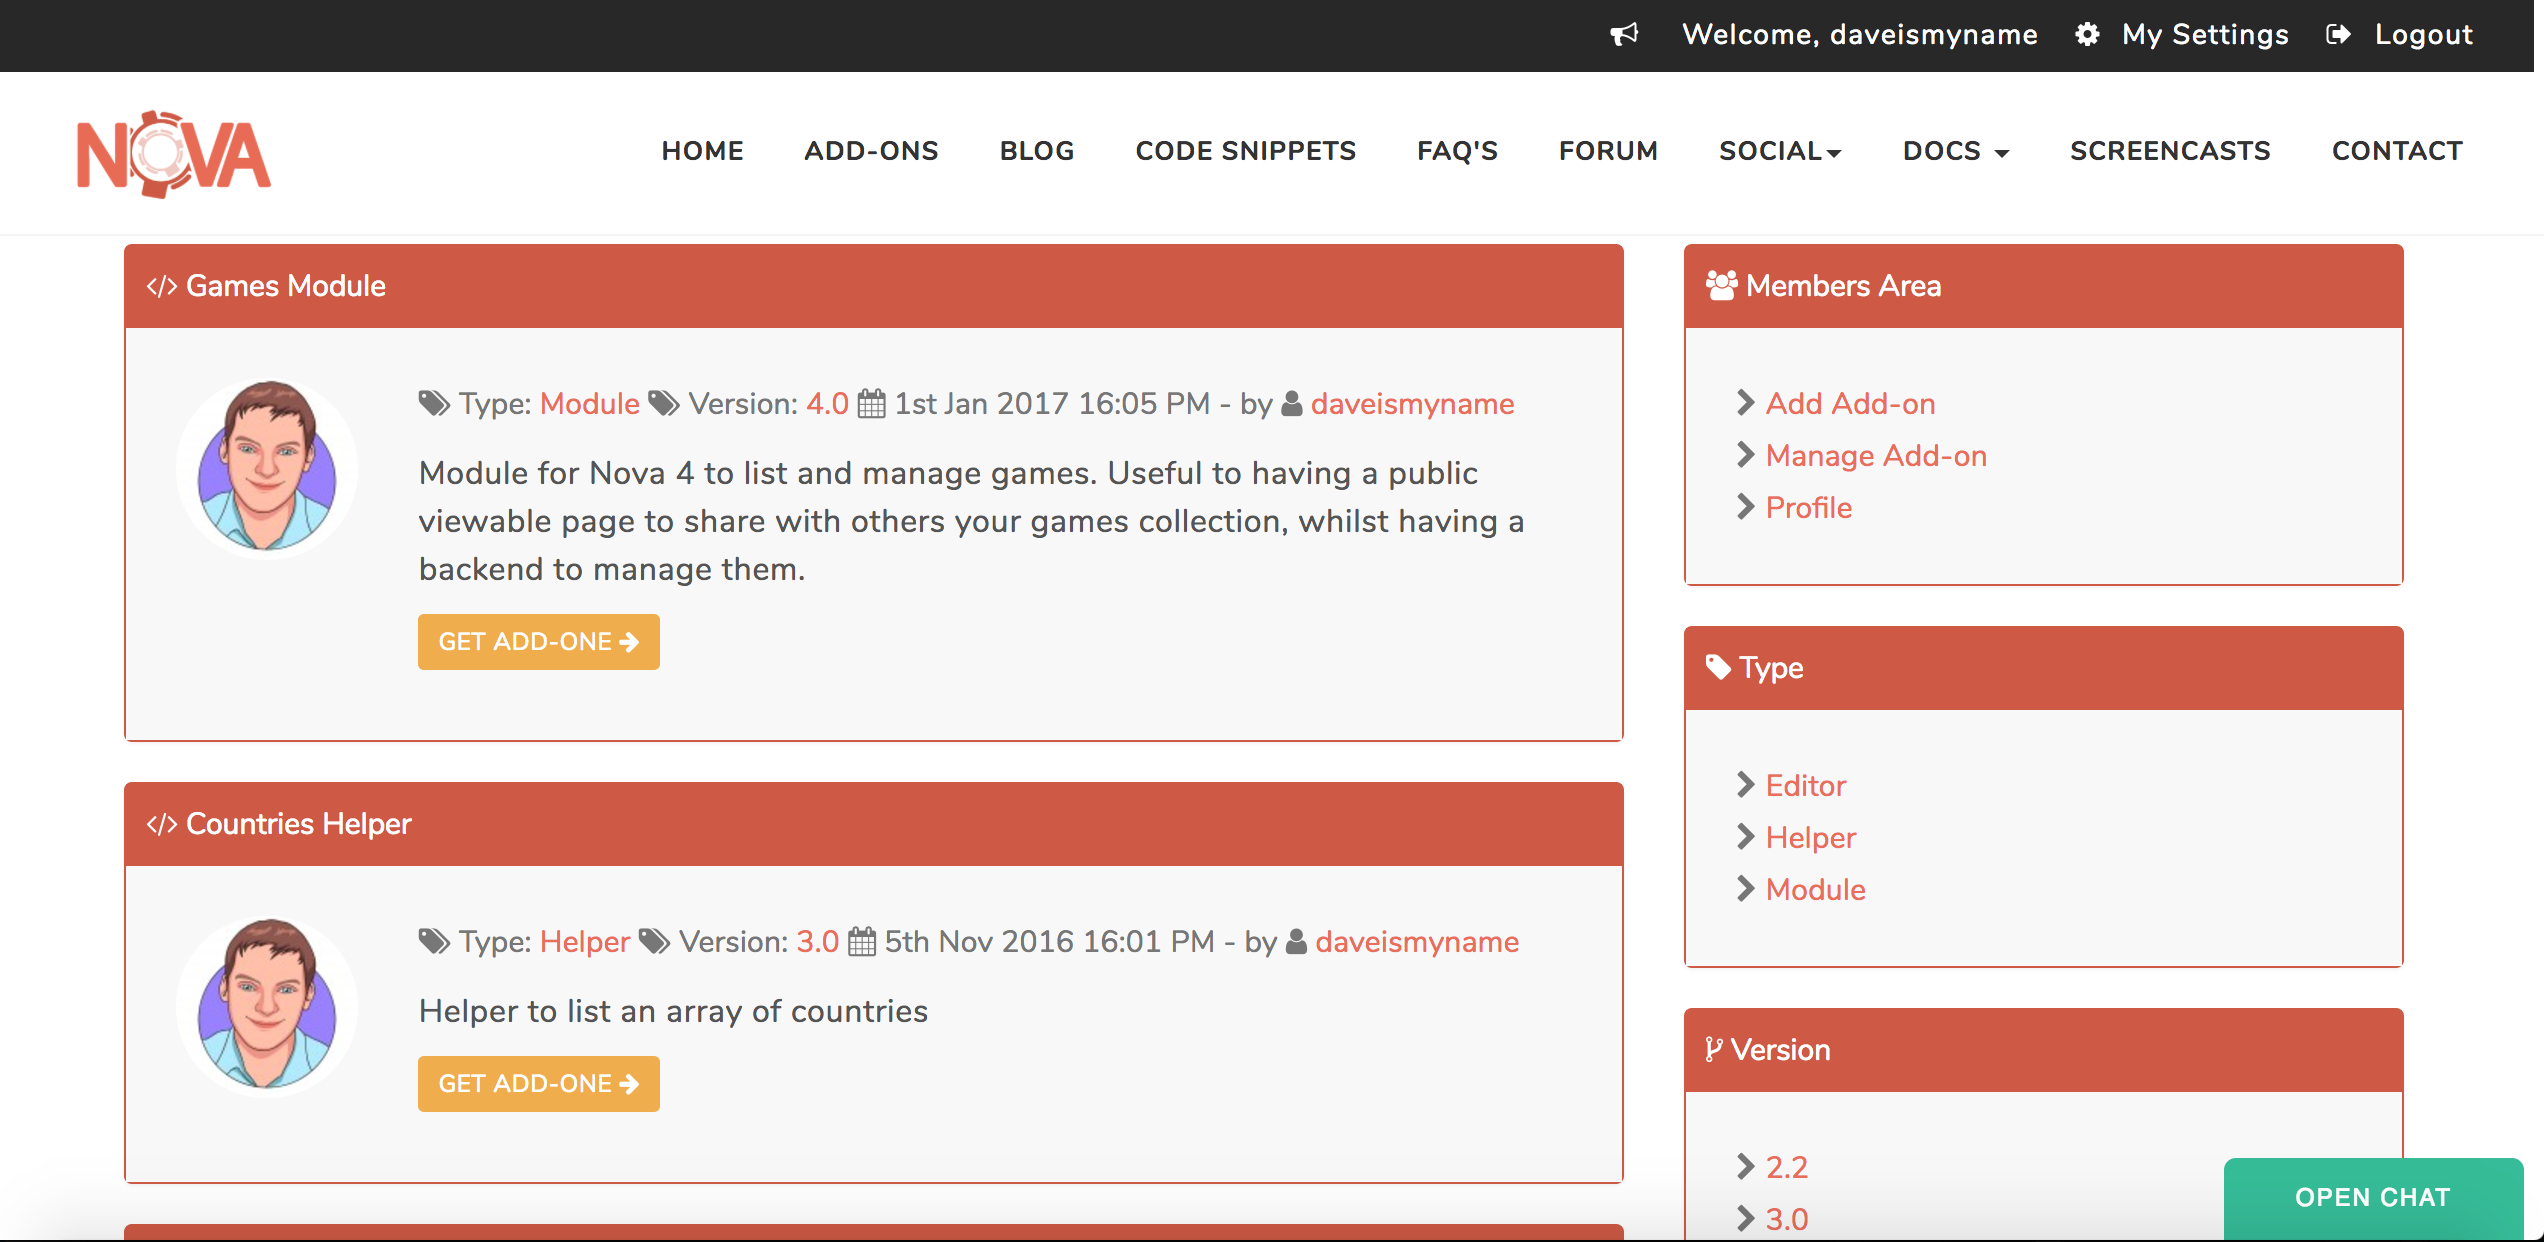 Welcome, daveismyname My Settings Logout
NOVA
HOME ADD-ONS BLOG CODE SNIPPETS FAQ'S FORUM SOCIAL DOCS SCREENCASTS CONTACT
</> Games Module
Type: Module Version: 4.0 1st Jan 2017 16:05 PM - by daveismyname
Module for Nova 4 to list and manage games. Useful to having a public
viewable page to share with others your games collection, whilst having a
backend to manage them.
GET ADD-ONE
</> Countries Helper
Type: Helper Version: 3.0 5th Nov 2016 16:01 PM - by daveismyname
Helper to list an array of countries
GET ADD-ONE
Members Area
Add Add-on
Manage Add-on
Profile
Type
Editor
Helper
Module
Version
2.2
3.0
OPEN CHAT